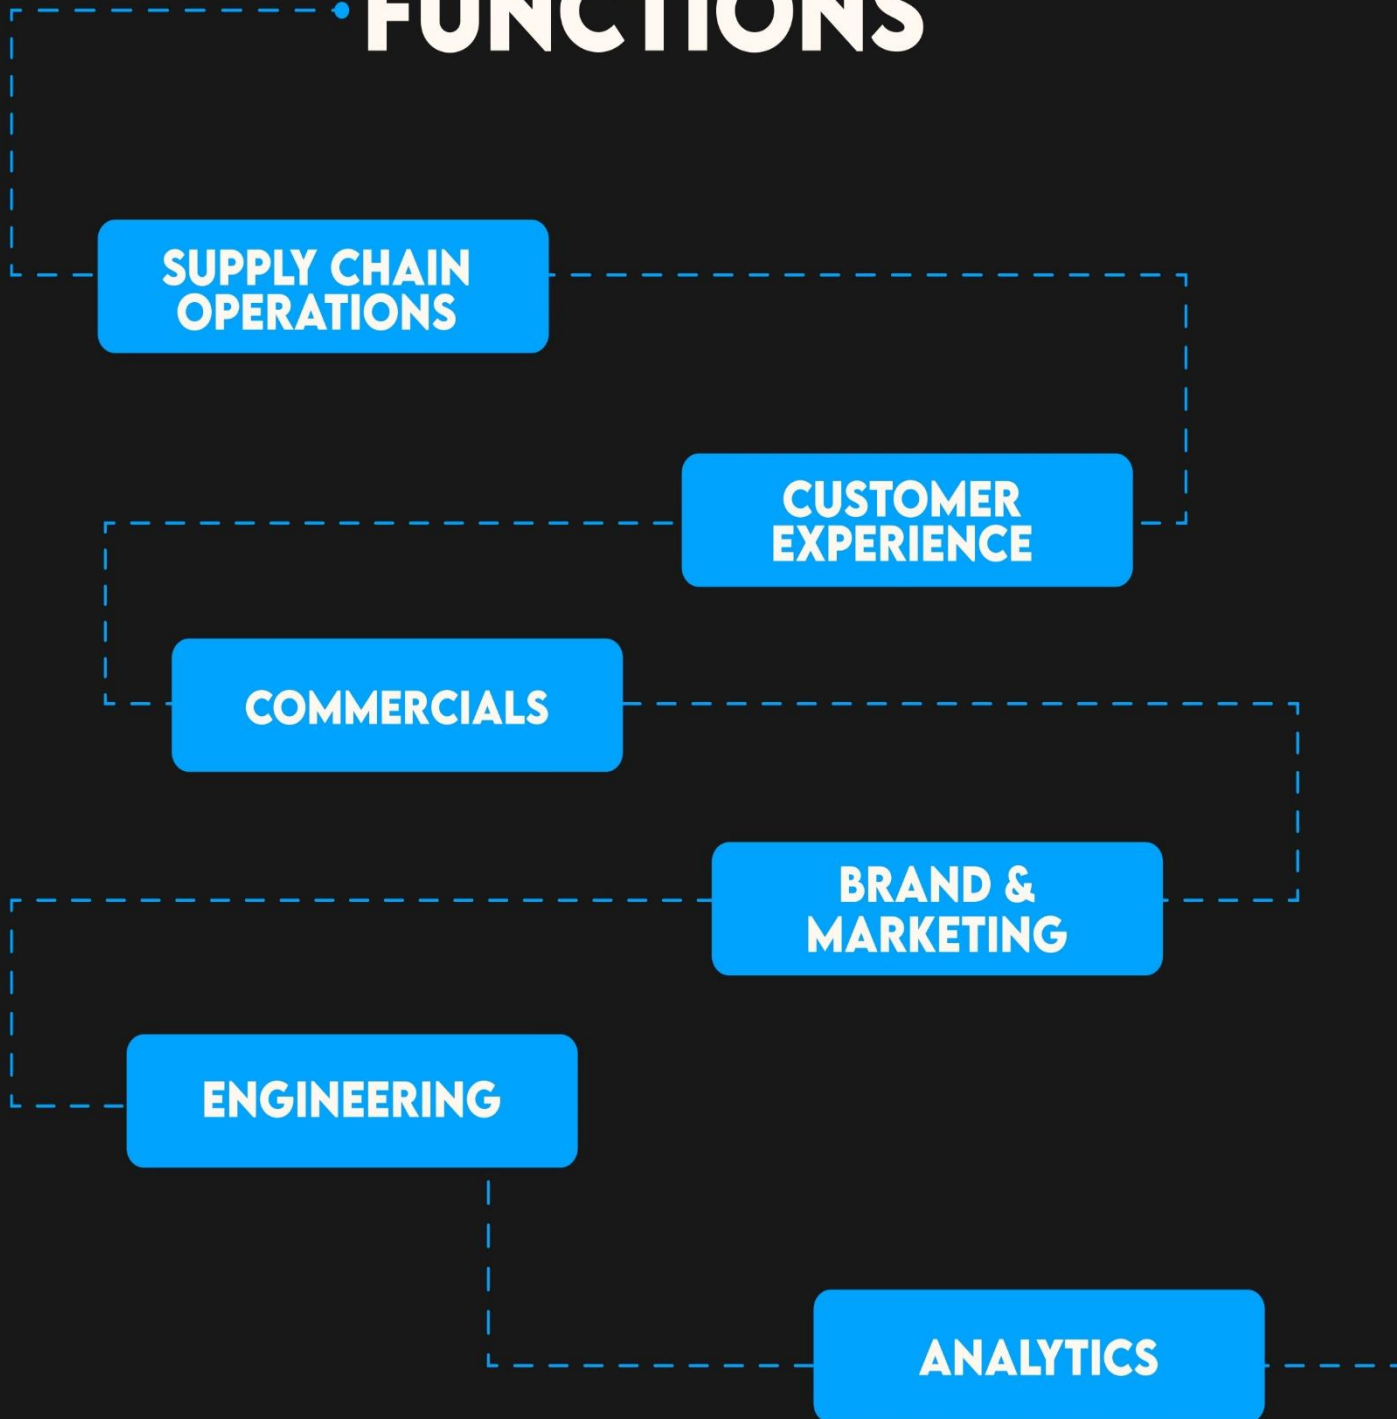 FUNCTIONS
SUPPLY CHAIN
OPERATIONS
CUSTOMER
EXPERIENCE
COMMERCIALS
BRAND &
MARKETING
ENGINEERING
ANALYTICS